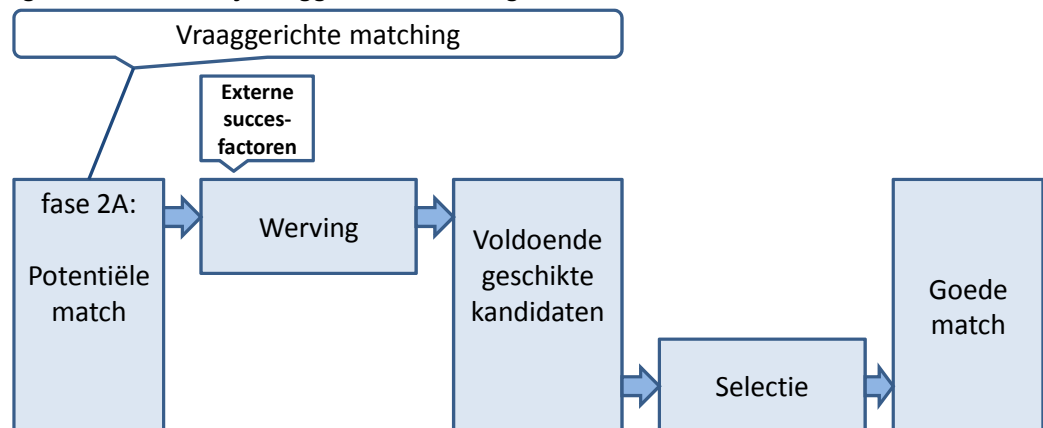 Vraaggerichte matching
Externe
succes-
factoren
fase 2A:
Potentiële
match
Werving
Voldoende
geschikte
kandidaten
Selectie
Goede
match